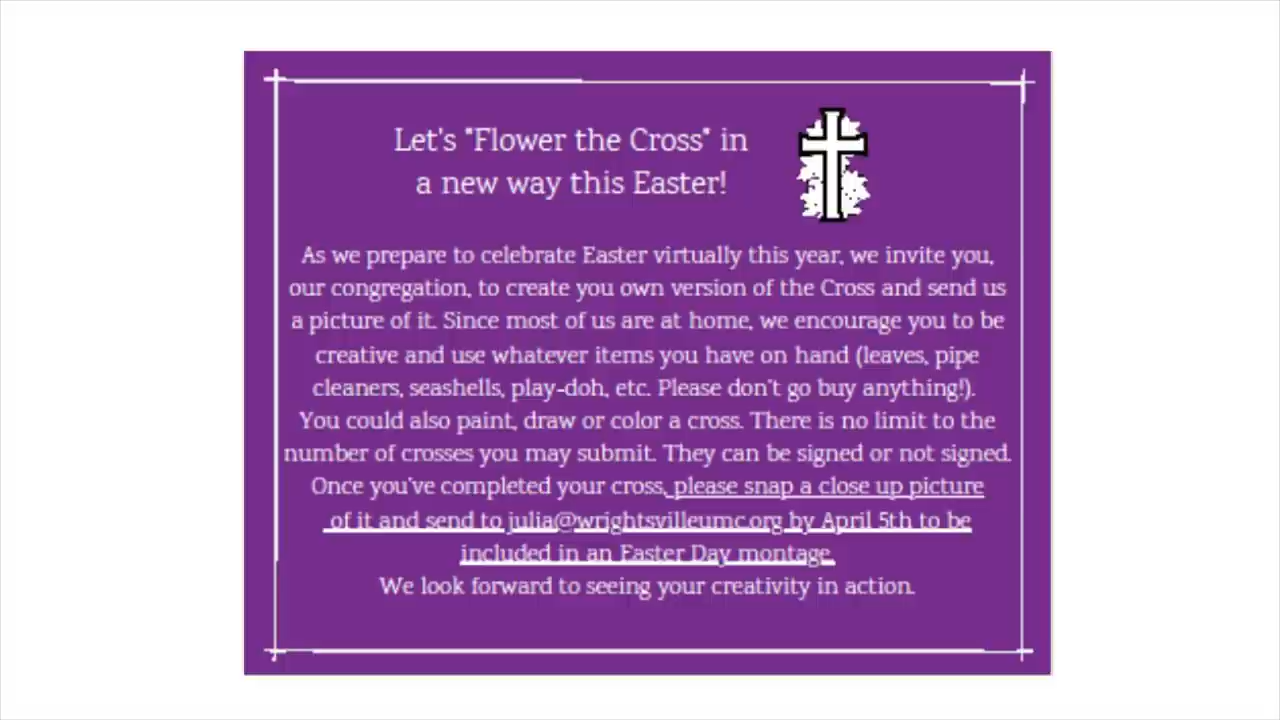 Let's "Flower the Cross" in
a new way this Easter!
As we prepare to celebrate Easter virtually this year, we invite you,
our congregation, to create you own version of the Cross and send us
a picture of it. Since most of us are at home, we encourage you to be
creative and use whatever items you have on hand (leaves, pipe
cleaners, seashells, play-doh, etc. Please don't go buy anything!).
You could also paint, draw or color a cross. There is no limit to the
number of crosses you may submit. They can be signed or not signed.
Once you've completed your cross, please snap a close up picture
of it and send to julia@wrightsvilleumc.org by April 5th to be
included in an Easter Day montage.
We look forward to seeing your creativity in action.